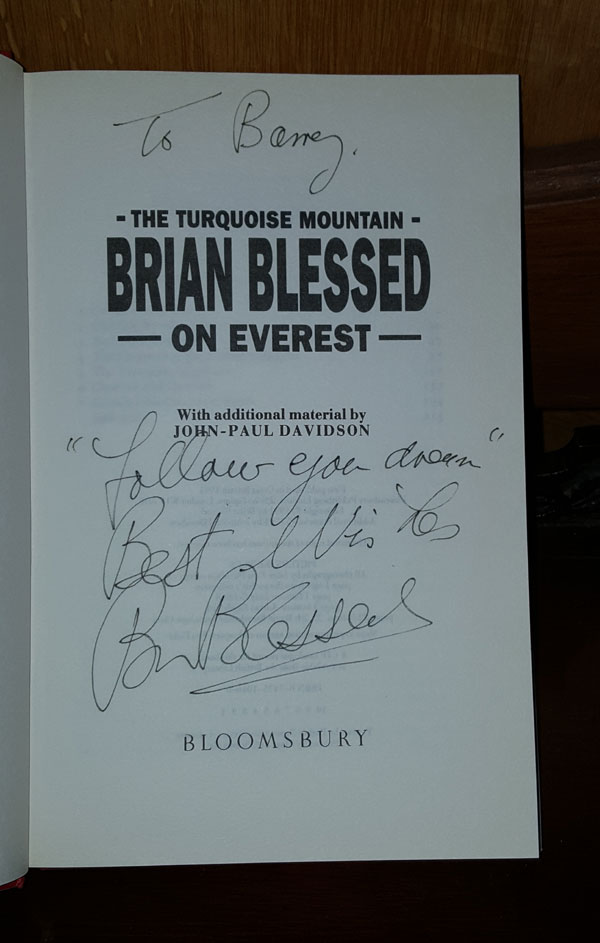 To Barrey.
- THE TURQUOISE MOUNTAIN -
BRIAN BLESSED
— ON EVEREST —
With additional material by
JOHN-PAUL DAVIDSON
"Follow your dream"
Best Wishes
Brian Blessed
BLOOMSBURY